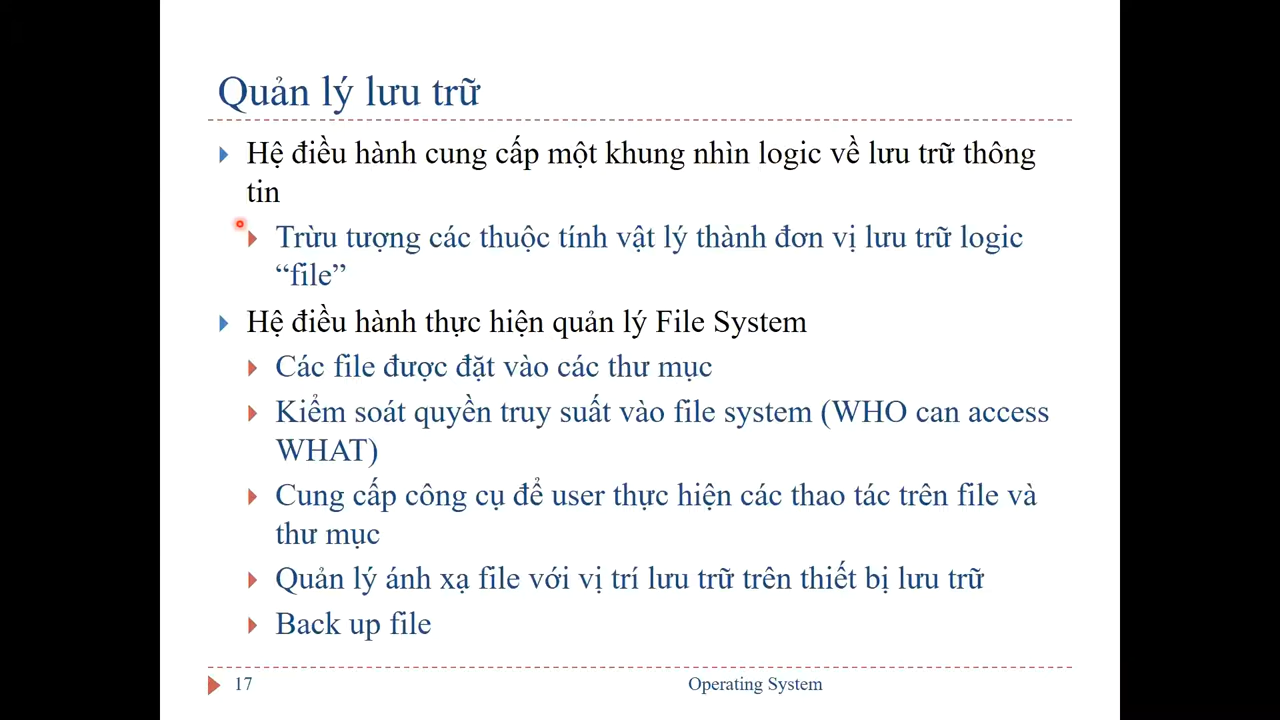 Quản lý lưu trữ
Hệ điều hành cung cấp một khung nhìn logic về lưu trữ thông
tin
Trừu tượng các thuộc tính vật lý thành đơn vị lưu trữ logic
“file”
Hệ điều hành thực hiện quản lý File System
Các file được đặt vào các thư mục
Kiểm soát quyền truy suất vào file system (WHO can access
WHAT)
Cung cấp công cụ để user thực hiện các thao tác trên file và
thư mục
Quản lý ánh xạ file với vị trí lưu trữ trên thiết bị lưu trữ
Back up file
17
Operating System